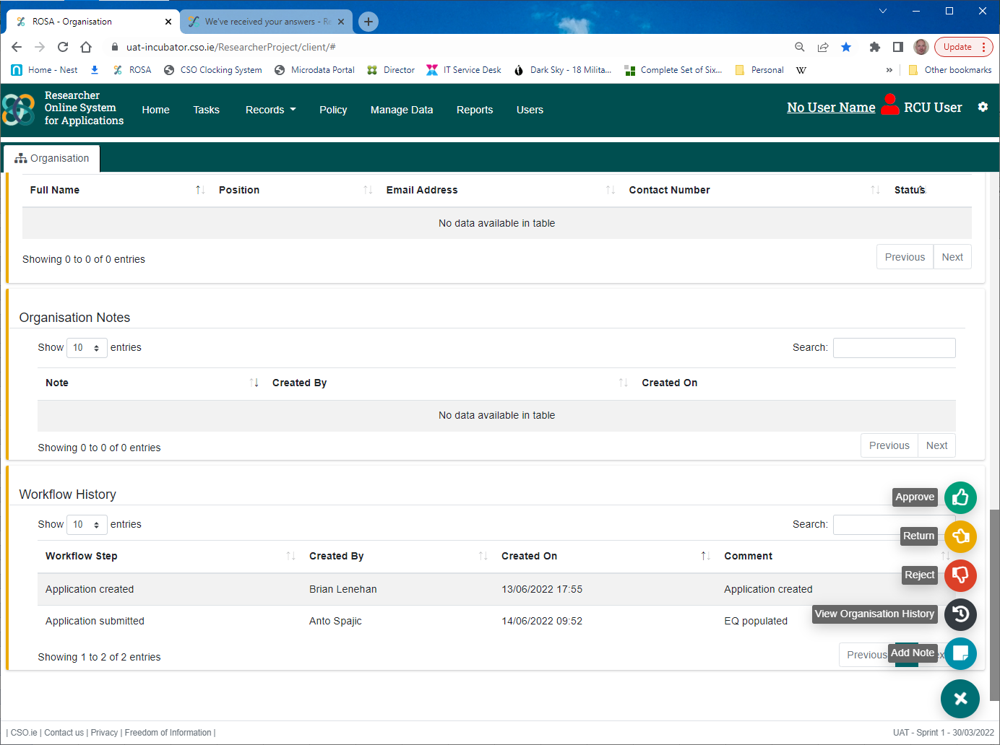 ROSA - Organisation
We've received your answers - Re
uat-incubator.cso.ie/ResearcherProject/client/#
Update
Home - Nest
ROSA
CSO Clocking System
Microdata Portal
Director
IT Service Desk
Dark Sky - 18 Milita...
Complete Set of Six...
Personal
W
»
Other bookmarks
Researcher
Online System
for Applications
Home
Tasks
Records
Policy
Manage Data
Reports
Users
No User Name
RCU User
Organisation
Full Name
Position
Email Address
Contact Number
Status
No data available in table
Showing 0 to 0 of 0 entries
Previous
Next
Organisation Notes
Show 10 entries
Search:
Note
Created By
Created On
No data available in table
Showing 0 to 0 of 0 entries
Previous
Next
Workflow History
Approve
Show 10 entries
Search:
Return
Workflow Step
Created By
Created On
Comment
Reject
Application created
Brian Lenehan
13/06/2022 17:55
Application created
View Organisation History
Application submitted
Anto Spajic
14/06/2022 09:52
EQ populated
Showing 1 to 2 of 2 entries
Previous
Add Note
| CSO.ie | Contact us | Privacy | Freedom of Information |
UAT - Sprint 1 - 30/03/2022